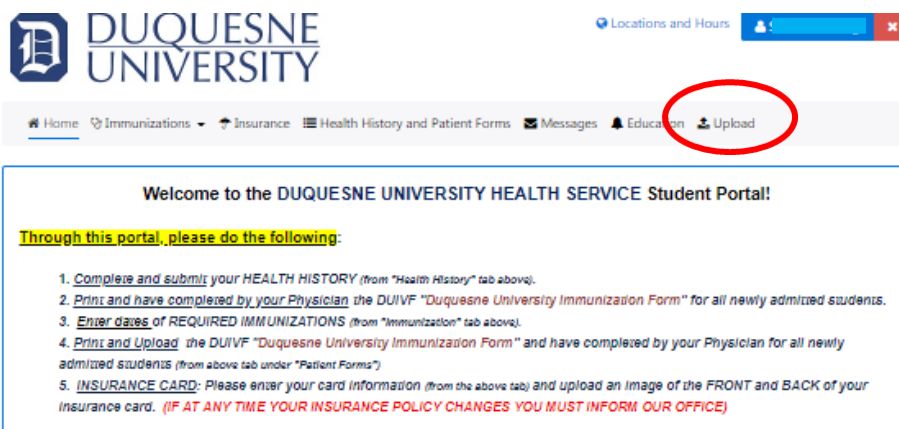 DUQUESNE
UNIVERSITY
Locations and Hours
Home Immunizations Insurance Health History and Patient Forms Messages Education Upload
Welcome to the DUQUESNE UNIVERSITY HEALTH SERVICE Student Portal!
Through this portal, please do the following:
1. Complete and submit your HEALTH HISTORY (from "Health History" tab above).
2. Print and have completed by your Physician the DUIVF "Duquesne University Immunization Form" for all newly admitted students.
3. Enter dates of REQUIRED IMMUNIZATIONS (from "Immunization" tab above).
4. Print and Upload the DUIVF "Duquesne University Immunization Form" and have completed by your Physician for all newly
admitted students (from above tab under "Patient Forms")
5. INSURANCE CARD: Please enter your card information (from the above tab) and upload an image of the FRONT and BACK of your
insurance card. (IF AT ANY TIME YOUR INSURANCE POLICY CHANGES YOU MUST INFORM OUR OFFICE)